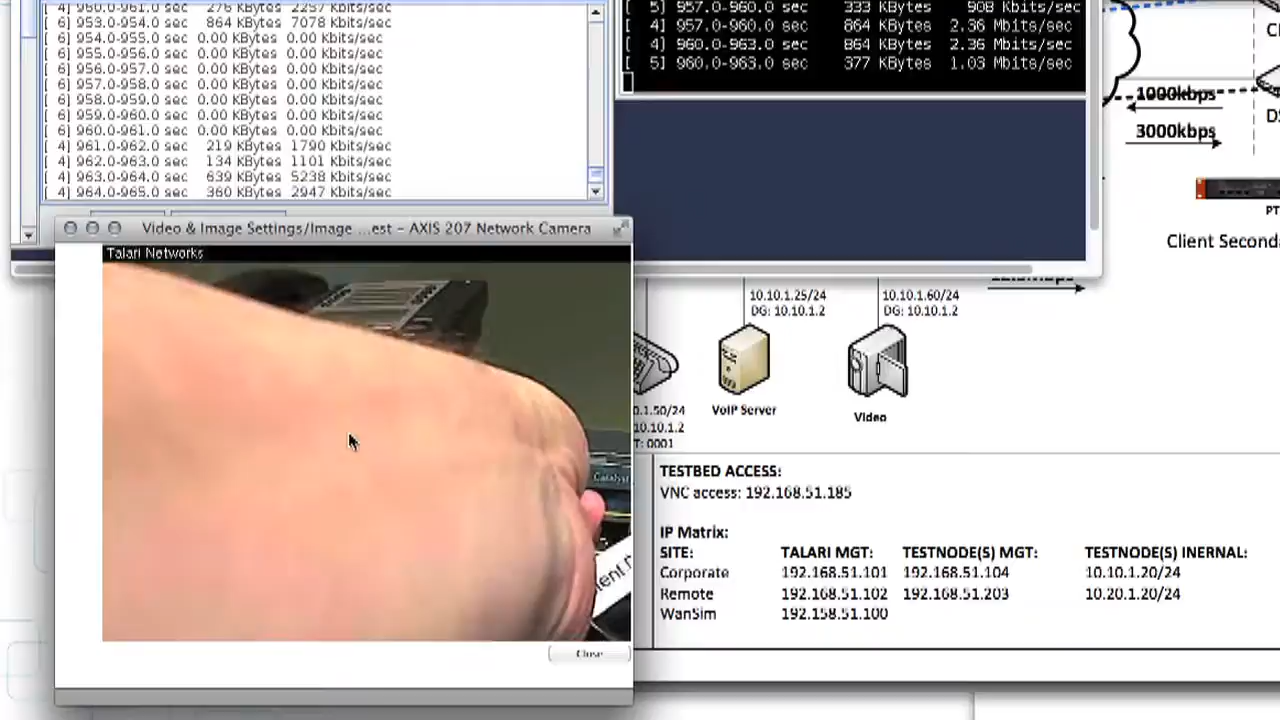 4] 960.0-961.0 sec 276 KBytes 2257 Kbits/sec
[ 4] 953.0-954.0 sec 864 KBytes 7078 Kbits/sec
[ 6] 954.0-955.0 sec 0.00 KBytes 0.00 Kbits/sec
[ 6] 955.0-956.0 sec 0.00 KBytes 0.00 Kbits/sec
[ 6] 956.0-957.0 sec 0.00 KBytes 0.00 Kbits/sec
[ 6] 957.0-958.0 sec 0.00 KBytes 0.00 Kbits/sec
[ 6] 958.0-959.0 sec 0.00 KBytes 0.00 Kbits/sec
[ 6] 959.0-960.0 sec 0.00 KBytes 0.00 Kbits/sec
[ 6] 960.0-961.0 sec 0.00 KBytes 0.00 Kbits/sec
[ 4] 961.0-962.0 sec 219 KBytes 1790 Kbits/sec
[ 4] 962.0-963.0 sec 134 KBytes 1101 Kbits/sec
[ 4] 963.0-964.0 sec 639 KBytes 5238 Kbits/sec
[ 4] 964.0-965.0 sec 360 KBytes 2947 Kbits/sec
5] 957.0-960.0 sec 333 KBytes 908 Kbits/sec
[ 4] 957.0-960.0 sec 864 KBytes 2.36 Mbits/sec
[ 4] 960.0-963.0 sec 864 KBytes 2.36 Mbits/sec
[ 5] 960.0-963.0 sec 377 KBytes 1.03 Mbits/sec
1000kbps
3000kbps
PT
Client Second
Video & Image Settings/Image ...est - AXIS 207 Network Camera
Talari Networks
Catalyst
Close
10.10.1.25/24
DG: 10.10.1.2
10.10.1.60/24
DG: 10.10.1.2
0.1.50/24
10.10.1.2
T: 0001
VoIP Server
Video
TESTBED ACCESS:
VNC access: 192.168.51.185
IP Matrix:
SITE: TALARI MGT: TESTNODE(S) MGT: TESTNODE(S) INERNAL:
Corporate 192.168.51.101 192.168.51.104 10.10.1.20/24
Remote 192.168.51.102 192.168.51.203 10.20.1.20/24
WanSim 192.158.51.100